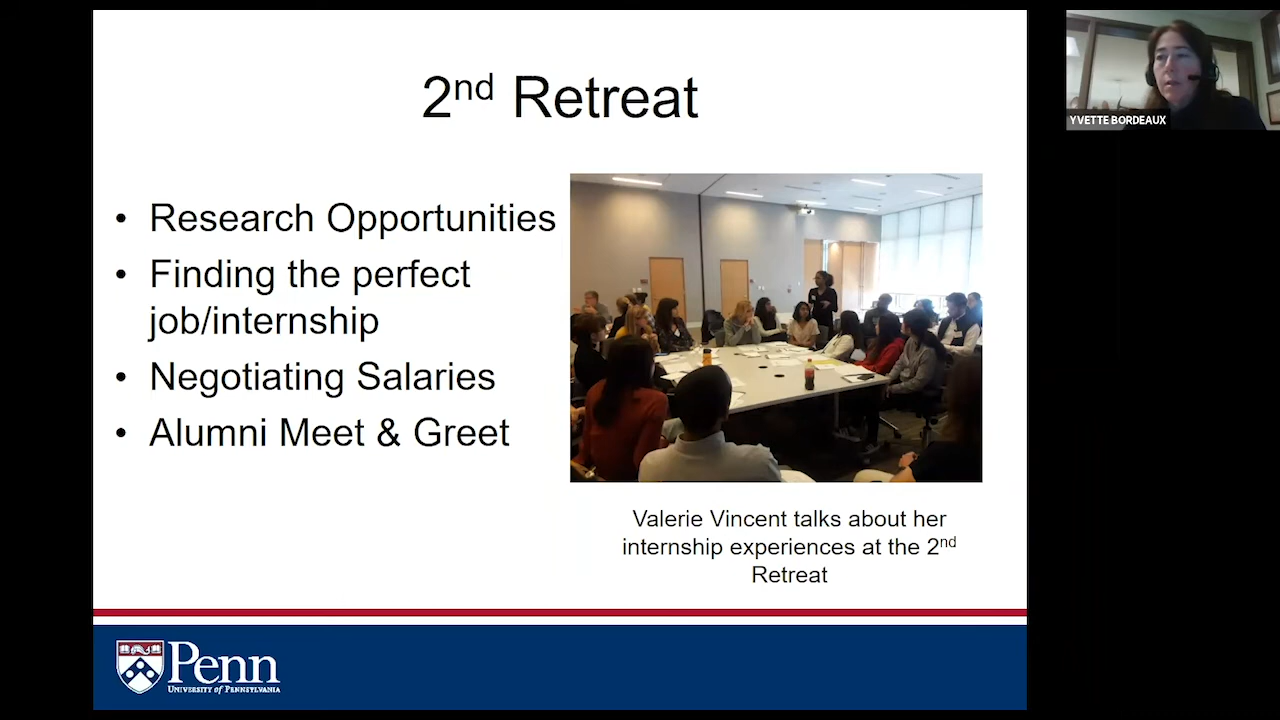 2nd Retreat
• Research Opportunities
• Finding the perfect
job/internship
• Negotiating Salaries
• Alumni Meet & Greet
Valerie Vincent talks about her
internship experiences at the 2nd
Retreat
Penn
UNIVERSITY of PENNSYLVANIA
YVETTE BORDEAUX